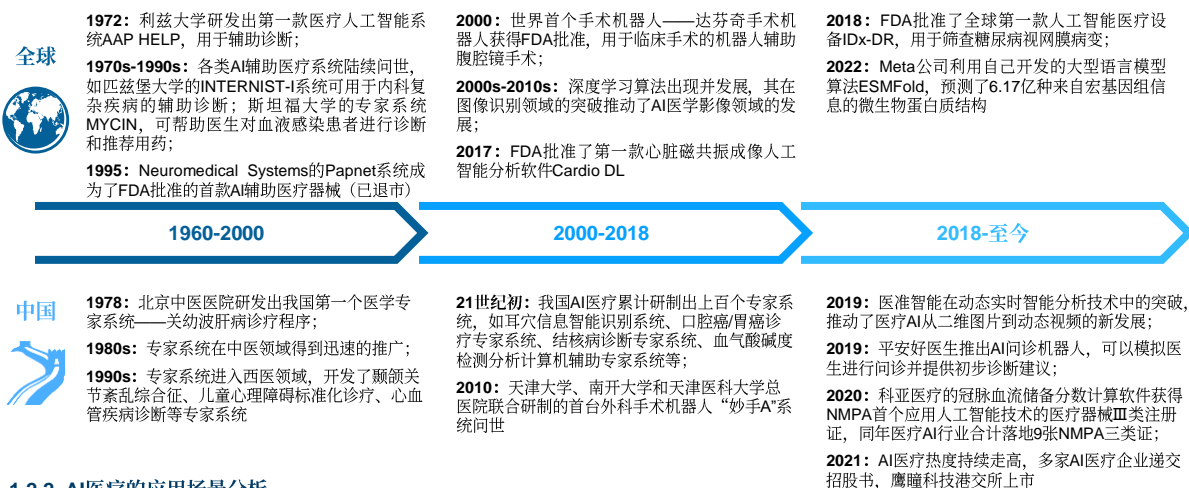 全球
1972：利兹大学研发出第一款医疗人工智能系
统AAP HELP，用于辅助诊断；
1970s-1990s：各类AI辅助医疗系统陆续问世，
如匹兹堡大学的INTERNIST-I系统可用于内科复
杂疾病的辅助诊断；斯坦福大学的专家系统
MYCIN，可帮助医生对血液感染患者进行诊断
和推荐用药；
1995：Neuromedical Systems的Papnet系统成
为了FDA批准的首款AI辅助医疗器械（已退市）
2000：世界首个手术机器人——达芬奇手术机
器人获得FDA批准，用于临床手术的机器人辅助
腹腔镜手术；
2000s-2010s：深度学习算法出现并发展，其在
图像识别领域的突破推动了AI医学影像领域的发
展；
2017：FDA批准了第一款心脏磁共振成像人工
智能分析软件Cardio DL
2018：FDA批准了全球第一款人工智能医疗设
备IDx-DR，用于筛查糖尿病视网膜病变；
2022：Meta公司利用自己开发的大型语言模型
算法ESMFold，预测了6.17亿种来自宏基因组信
息的微生物蛋白质结构
1960-2000
2000-2018
2018-至今
中国
1978：北京中医医院研发出我国第一个医学专
家系统——关幼波肝病诊疗程序；
1980s：专家系统在中医领域得到迅速的推广；
1990s：专家系统进入西医领域，开发了颞颌关
节紊乱综合征、儿童心理障碍标准化诊疗、心血
管疾病诊断等专家系统
21世纪初：我国AI医疗累计研制出上百个专家系
统，如耳穴信息智能识别系统、口腔癌/胃癌诊
疗专家系统、结核病诊断专家系统、血气酸碱度
检测分析计算机辅助专家系统等；
2010：天津大学、南开大学和天津医科大学总
医院联合研制的首台外科手术机器人“妙手A”系
统问世
2019：医准智能在动态实时智能分析技术中的突破，
推动了医疗AI从二维图片到动态视频的新发展；
2019：平安好医生推出AI问诊机器人，可以模拟医
生进行问诊并提供初步诊断建议；
2020：科亚医疗的冠脉血流储备分数计算软件获得
NMPA首个应用人工智能技术的医疗器械Ⅲ类注册
证，同年医疗AI行业合计落地9张NMPA三类证；
2021：AI医疗热度持续走高，多家AI医疗企业递交
招股书，鹰瞳科技港交所上市
1.2.2 AI医疗的应用场景分析